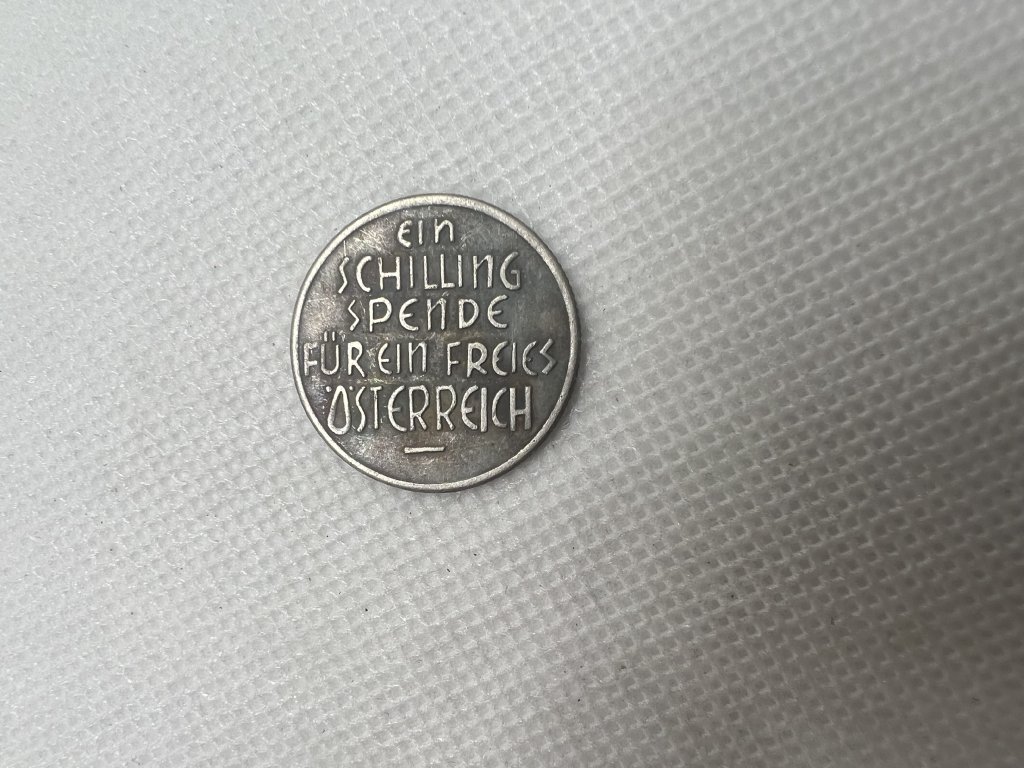 EIN
SCHILLING
SPENDE
FÜR EIN FREIES
ÖSTERREICH